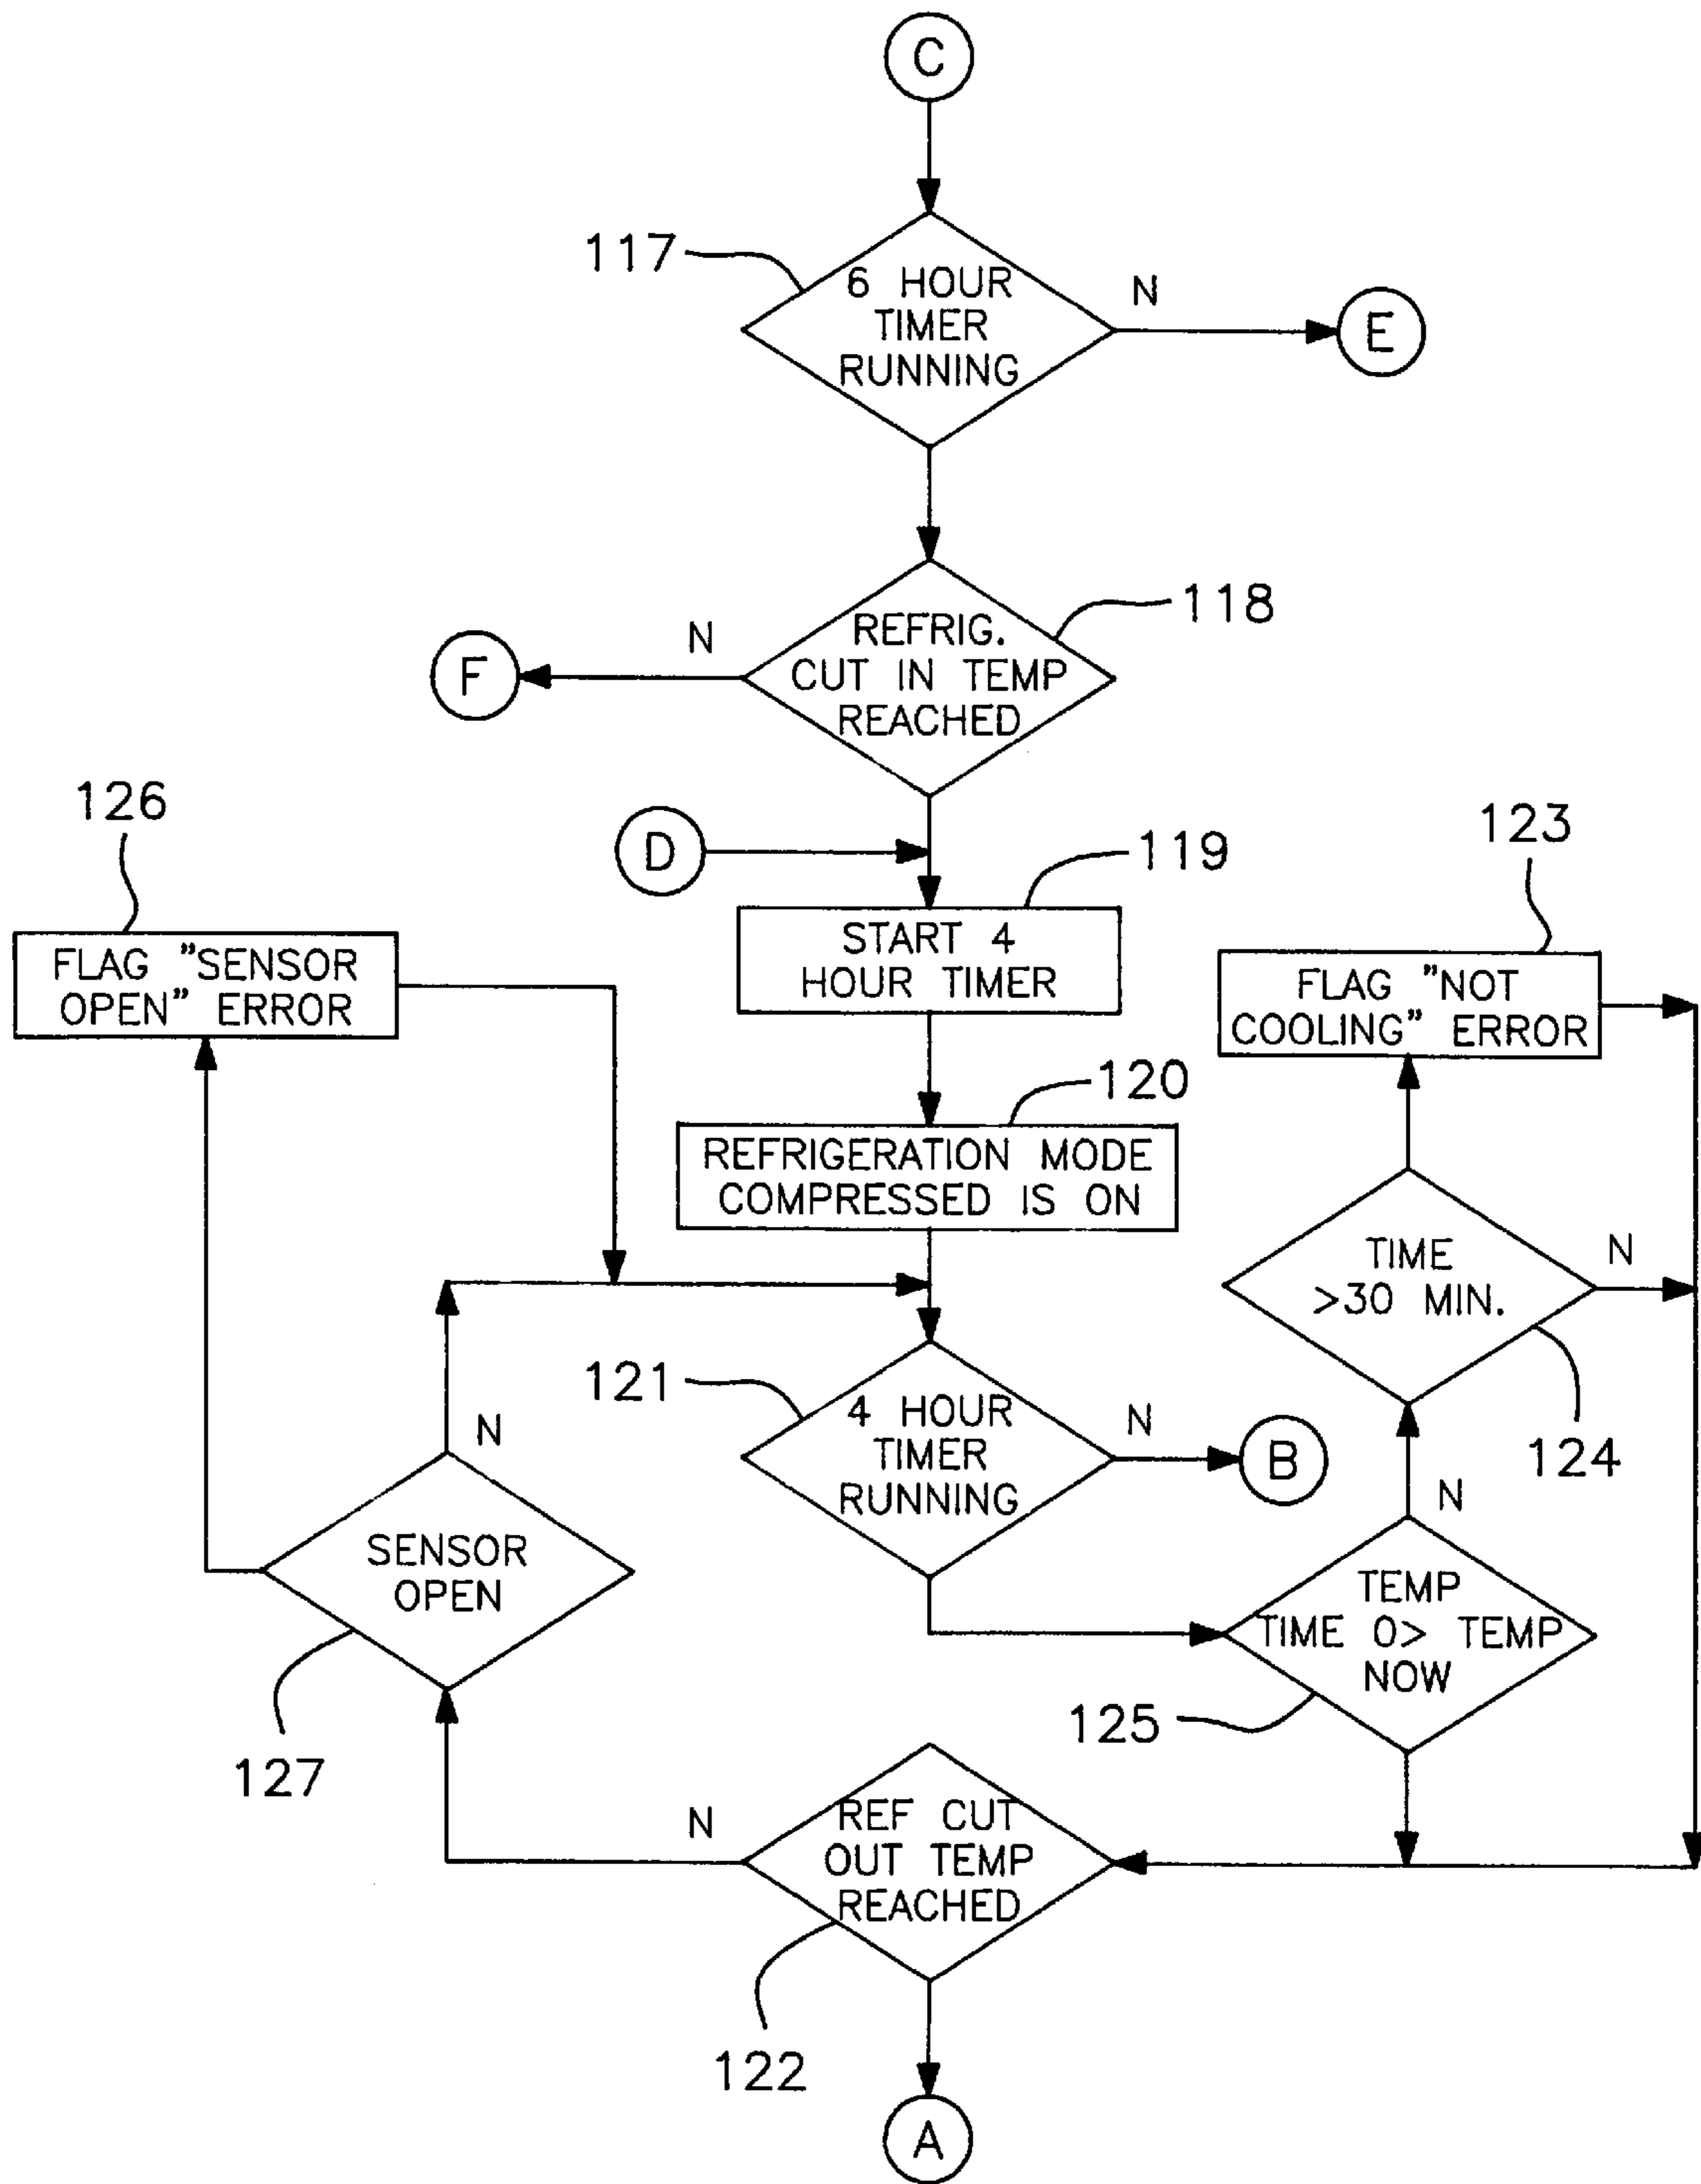 C
117
6 HOUR
TIMER
RUNNING
N
E
118
REFRIG.
CUT IN TEMP
REACHED
N
F
D
119
START 4
HOUR TIMER
126
FLAG "SENSOR
OPEN" ERROR
123
FLAG "NOT
COOLING" ERROR
120
REFRIGERATION MODE
COMPRESSED IS ON
TIME
>30 MIN.
N
124
121
4 HOUR
TIMER
RUNNING
N
B
N
SENSOR
OPEN
127
N
TEMP
TIME 0> TEMP
NOW
125
N
REF CUT
OUT TEMP
REACHED
122
A